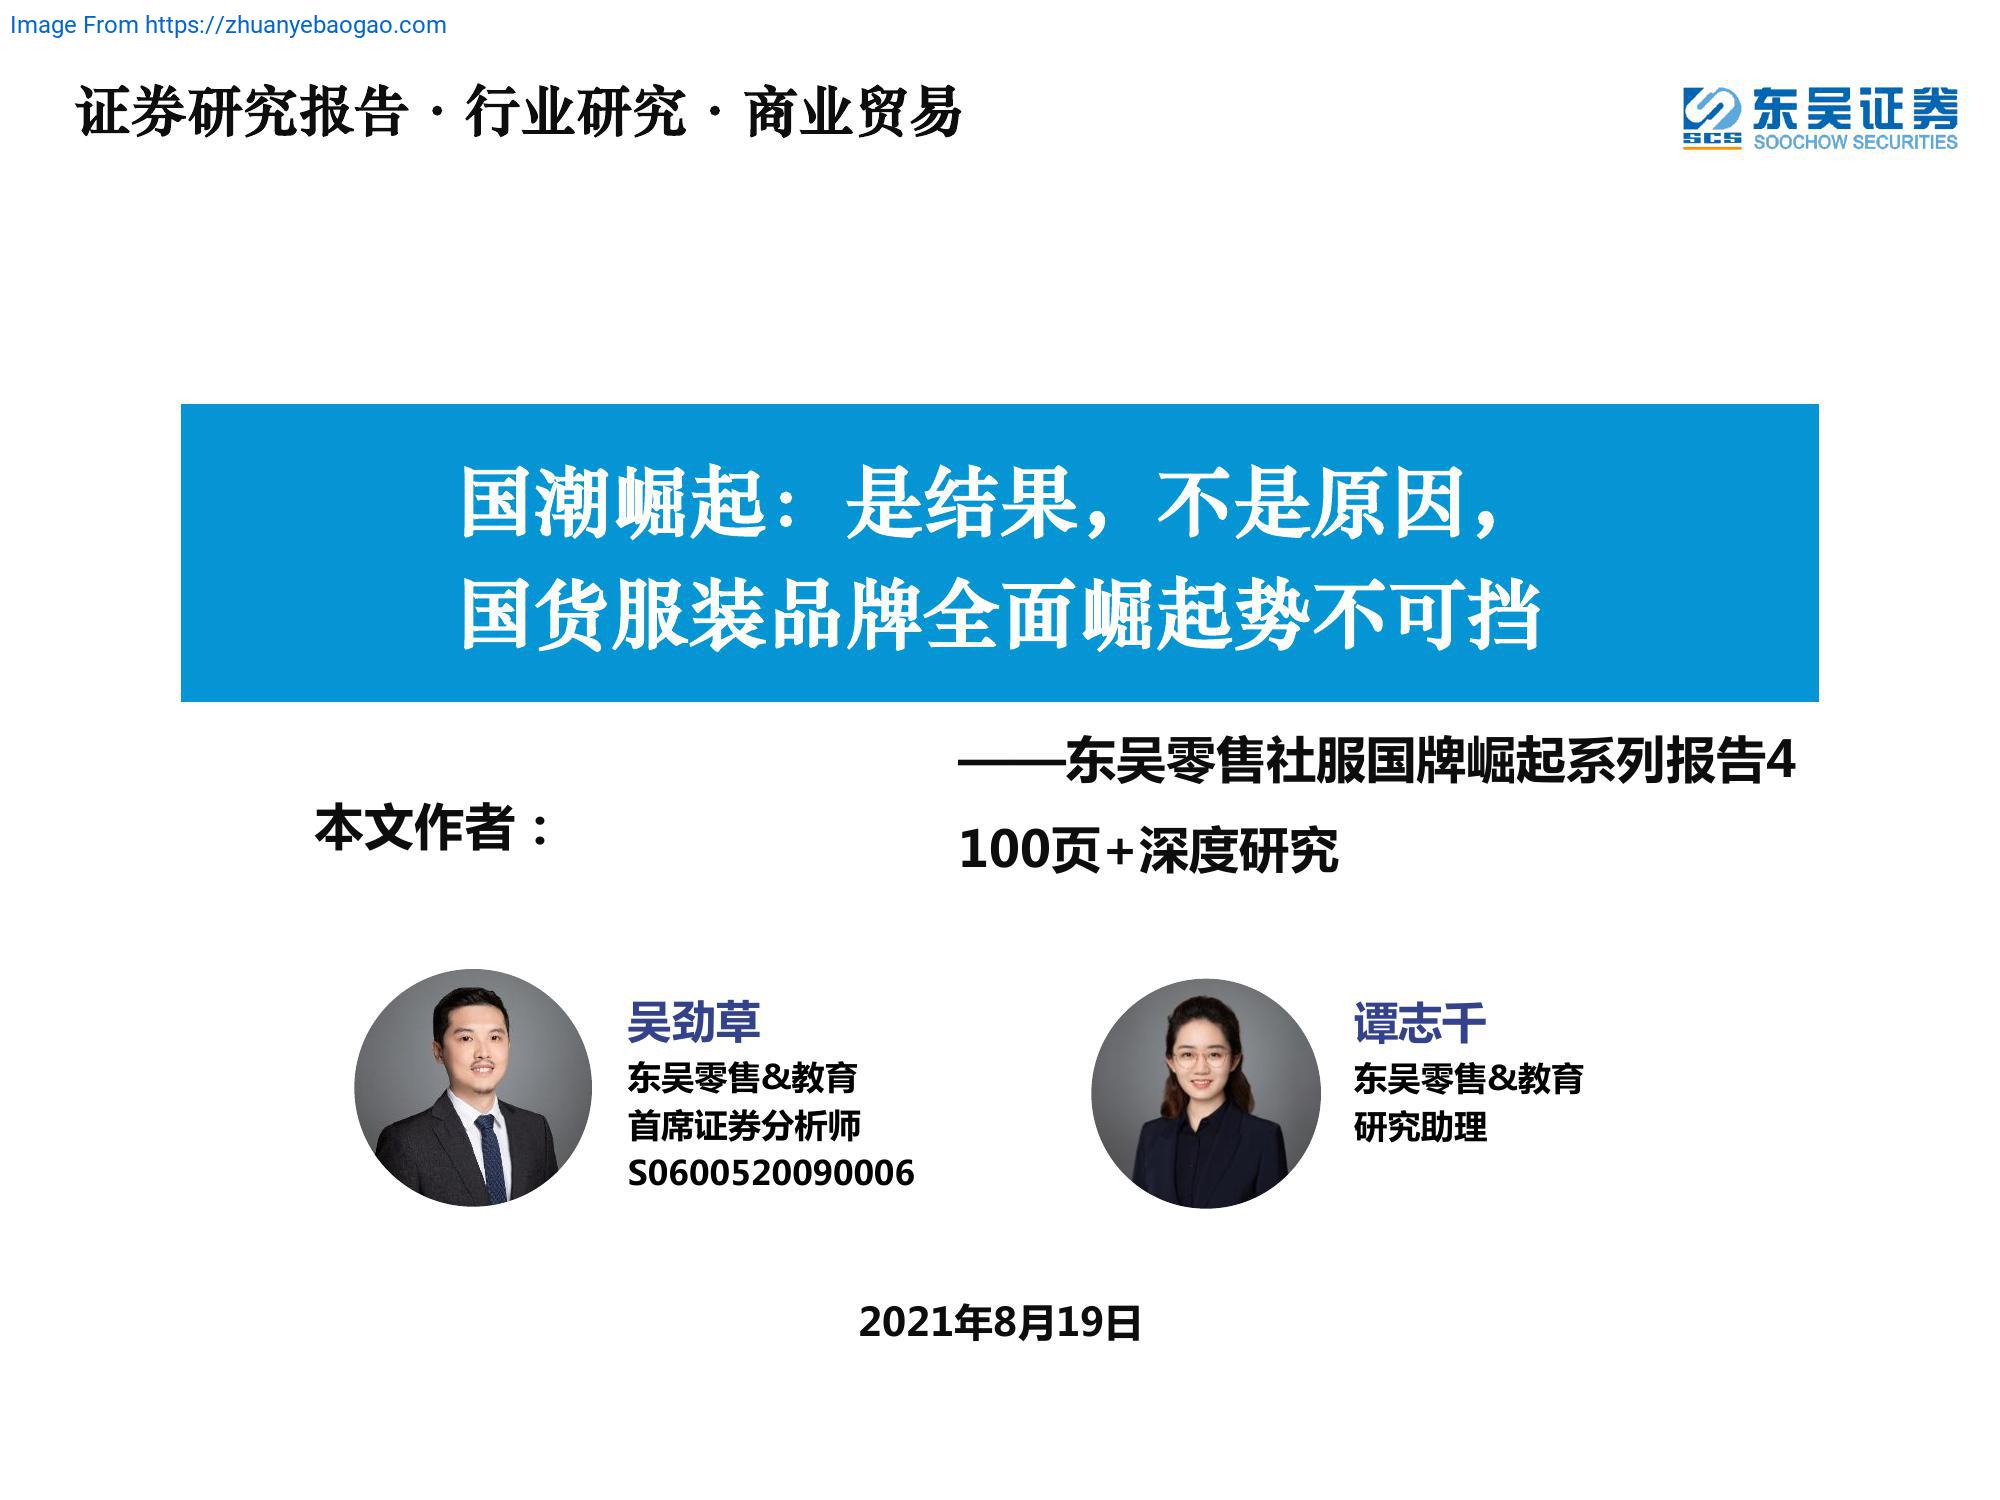 Image From https://zhuanyebaogao.com
证券研究报告 · 行业研究 · 商业贸易
东吴证券
SCS
SOOCHOW SECURITIES
国潮崛起：是结果，不是原因，
国货服装品牌全面崛起势不可挡
——东吴零售社服国牌崛起系列报告4
本文作者：
100页+深度研究
吴劲草
东吴零售&教育
首席证券分析师
S0600520090006
谭志千
东吴零售&教育
研究助理
2021年8月19日